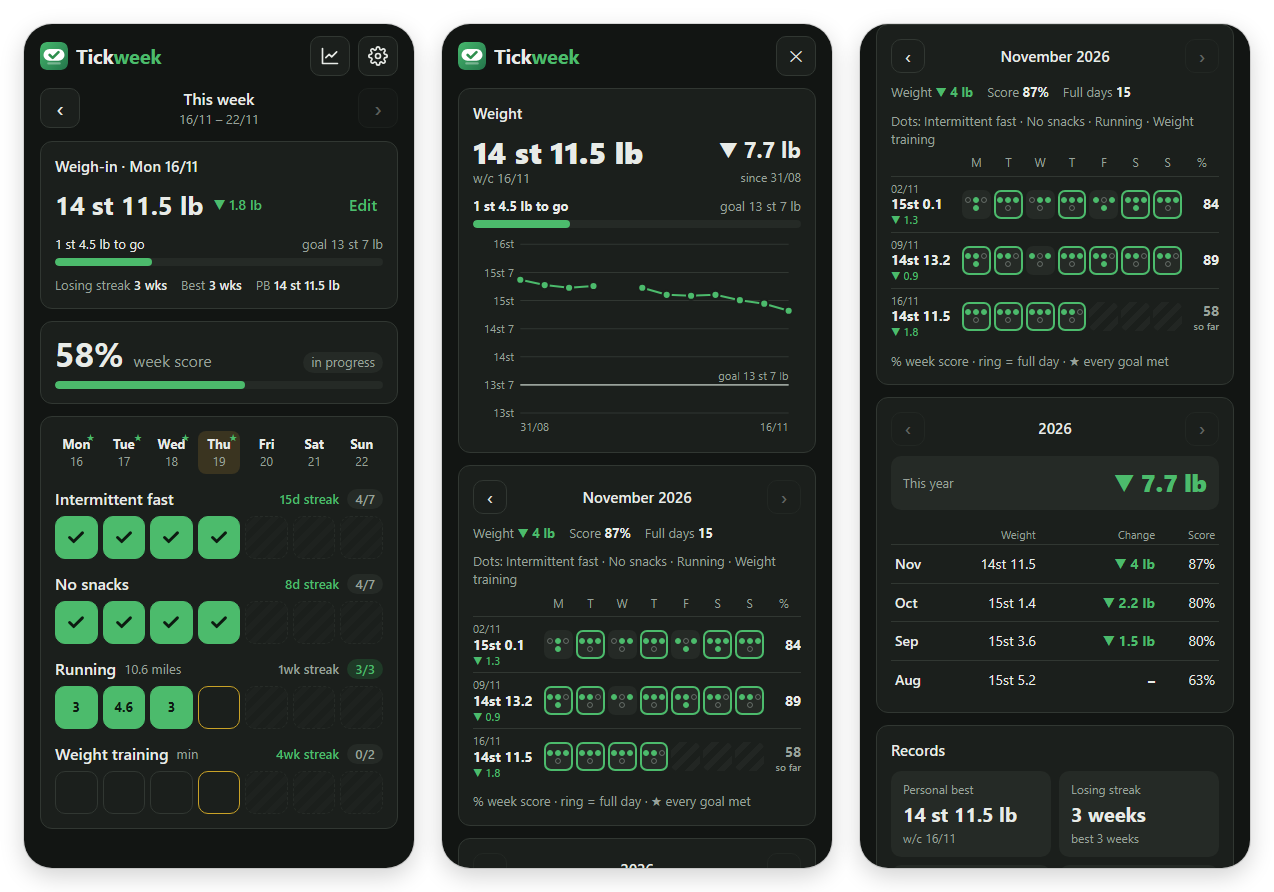 Tickweek
This week
16/11 – 22/11
Weigh-in · Mon 16/11
14 st 11.5 lb ▼ 1.8 lb Edit
1 st 4.5 lb to go goal 13 st 7 lb
Losing streak 3 wks Best 3 wks PB 14 st 11.5 lb
58% week score in progress
Mon Tue Wed Thu Fri Sat Sun
16 17 18 19 20 21 22
Intermittent fast 15d streak 4/7
No snacks 8d streak 4/7
Running 10.6 miles 1wk streak 3/3
3 4.6 3
Weight training min 4wk streak 0/2
Tickweek
Weight
14 st 11.5 lb ▼ 7.7 lb
w/c 16/11 since 31/08
1 st 4.5 lb to go goal 13 st 7 lb
16st
15st 7
15st
14st 7
14st
goal 13 st 7 lb
13st 7
13st
31/08 16/11
November 2026
Weight ▼ 4 lb Score 87% Full days 15
Dots: Intermittent fast · No snacks · Running · Weight
training
M T W T F S S %
02/11
15st 0.1 84
▼ 1.3
09/11
14st 13.2 89
▼ 0.9
16/11
14st 11.5 58
▼ 1.8 so far
% week score · ring = full day · ★ every goal met
2026
November 2026
Weight ▼ 4 lb Score 87% Full days 15
Dots: Intermittent fast · No snacks · Running · Weight
training
M T W T F S S %
02/11
15st 0.1 84
▼ 1.3
09/11
14st 13.2 89
▼ 0.9
16/11
14st 11.5 58
▼ 1.8 so far
% week score · ring = full day · ★ every goal met
2026
This year ▼ 7.7 lb
Weight Change Score
Nov 14st 11.5 ▼ 4 lb 87%
Oct 15st 1.4 ▼ 2.2 lb 80%
Sep 15st 3.6 ▼ 1.5 lb 80%
Aug 15st 5.2 – 63%
Records
Personal best Losing streak
14 st 11.5 lb 3 weeks
w/c 16/11 best 3 weeks